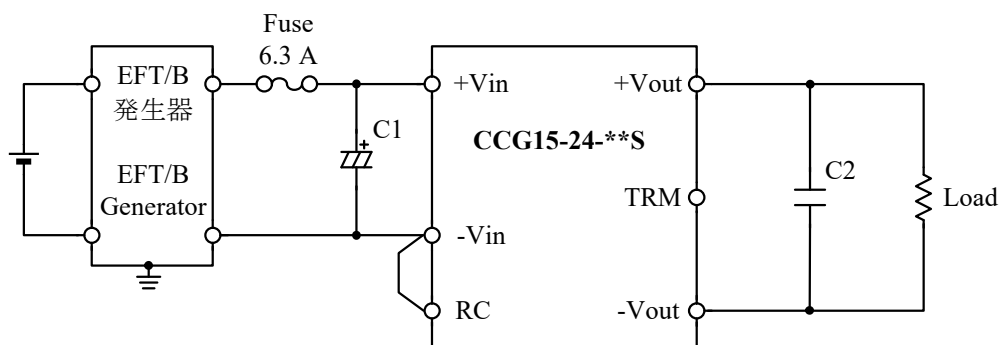 Fuse
6.3 A
EFT/B
発生器
EFT/B
Generator
C1
+
+Vin
-Vin
RC
CCG15-24-**S
+Vout
TRM
-Vout
C2
Load